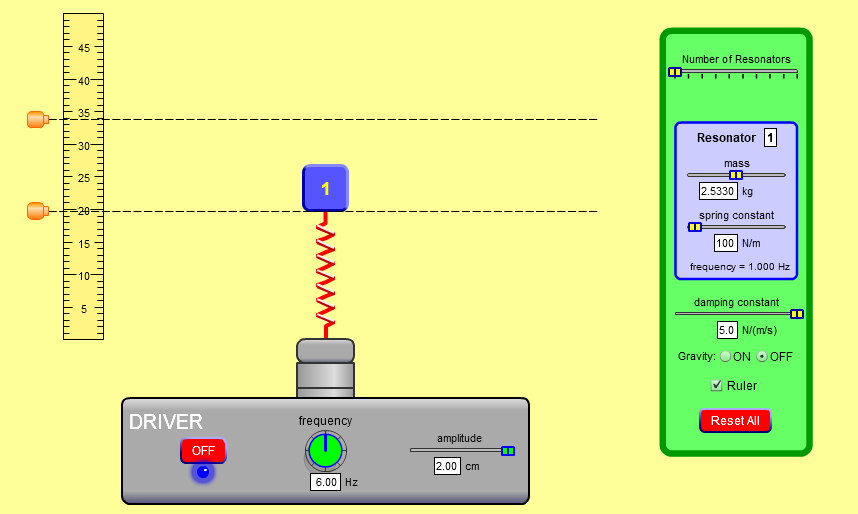 45
40
35
30
25
20
15
10
5
1
DRIVER
OFF
frequency
6.00 Hz
amplitude
2.00 cm
Number of Resonators
Resonator 1
mass
2.5330 kg
spring constant
100 N/m
frequency = 1.000 Hz
damping constant
5.0 N/(m/s)
Gravity: ON OFF
Ruler
Reset All